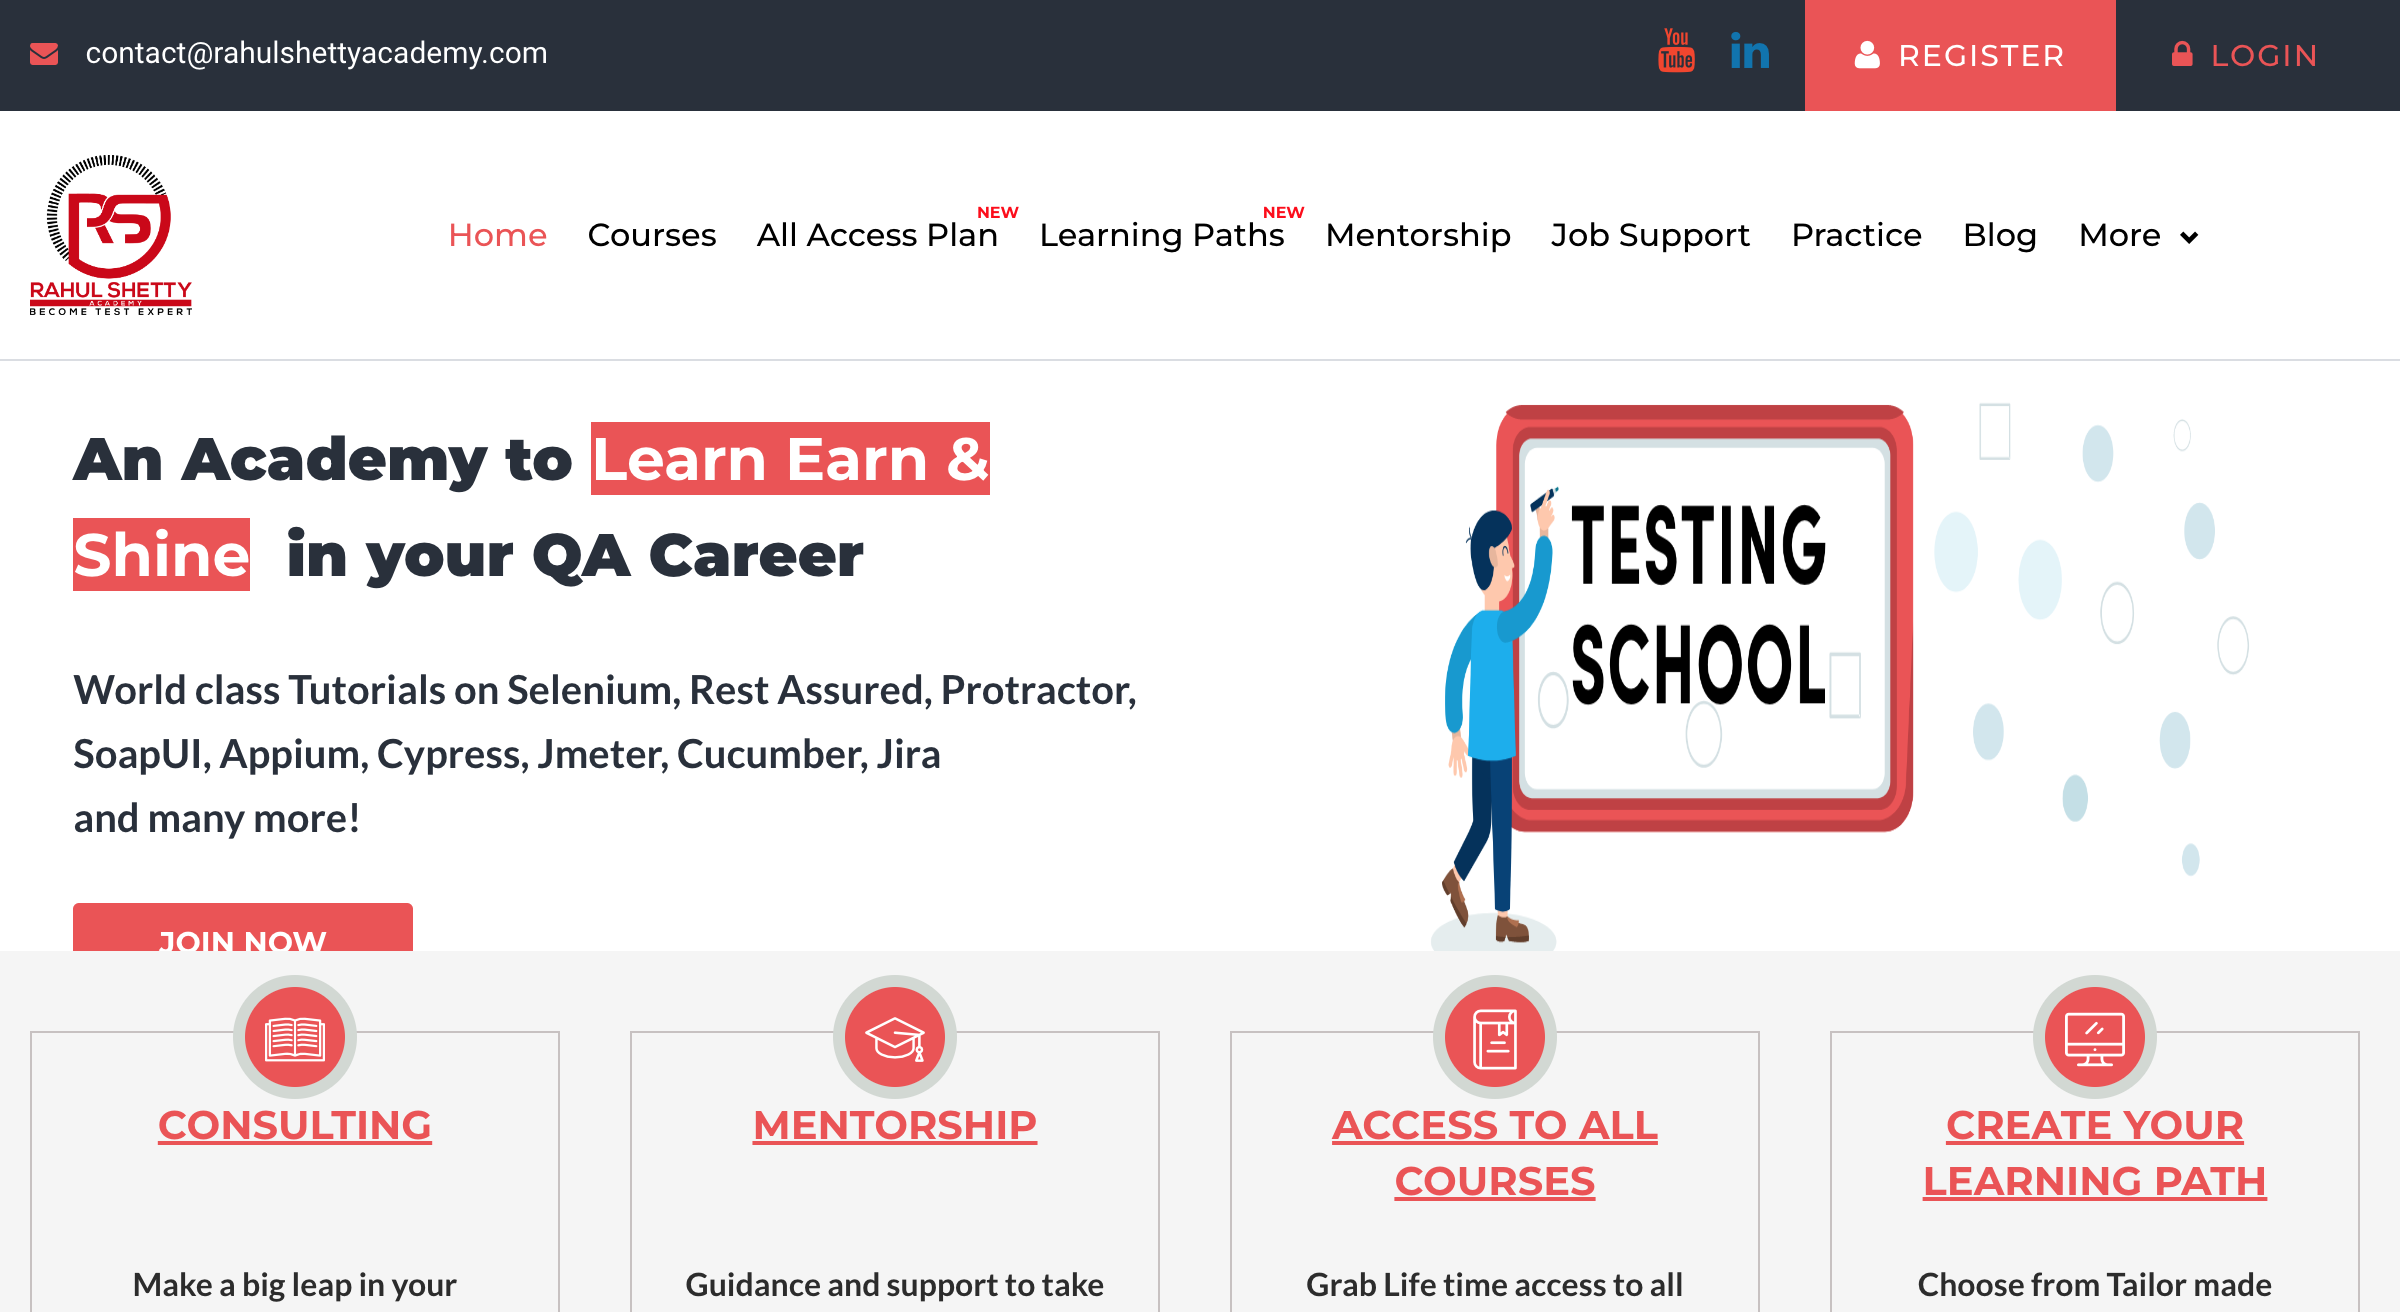 contact@rahulshettyacademy.com
You
Tube
in
REGISTER
LOGIN
RS
RAHUL SHETTY
ACADEMY
BECOME TEST EXPERT
Home
Courses
All Access Plan
NEW
Learning Paths
NEW
Mentorship
Job Support
Practice
Blog
More
An Academy to Learn Earn &
Shine in your QA Career
World class Tutorials on Selenium, Rest Assured, Protractor,
SoapUI, Appium, Cypress, Jmeter, Cucumber, Jira
and many more!
JOIN NOW
TESTING
SCHOOL
CONSULTING
Make a big leap in your
MENTORSHIP
Guidance and support to take
ACCESS TO ALL
COURSES
Grab Life time access to all
CREATE YOUR
LEARNING PATH
Choose from Tailor made